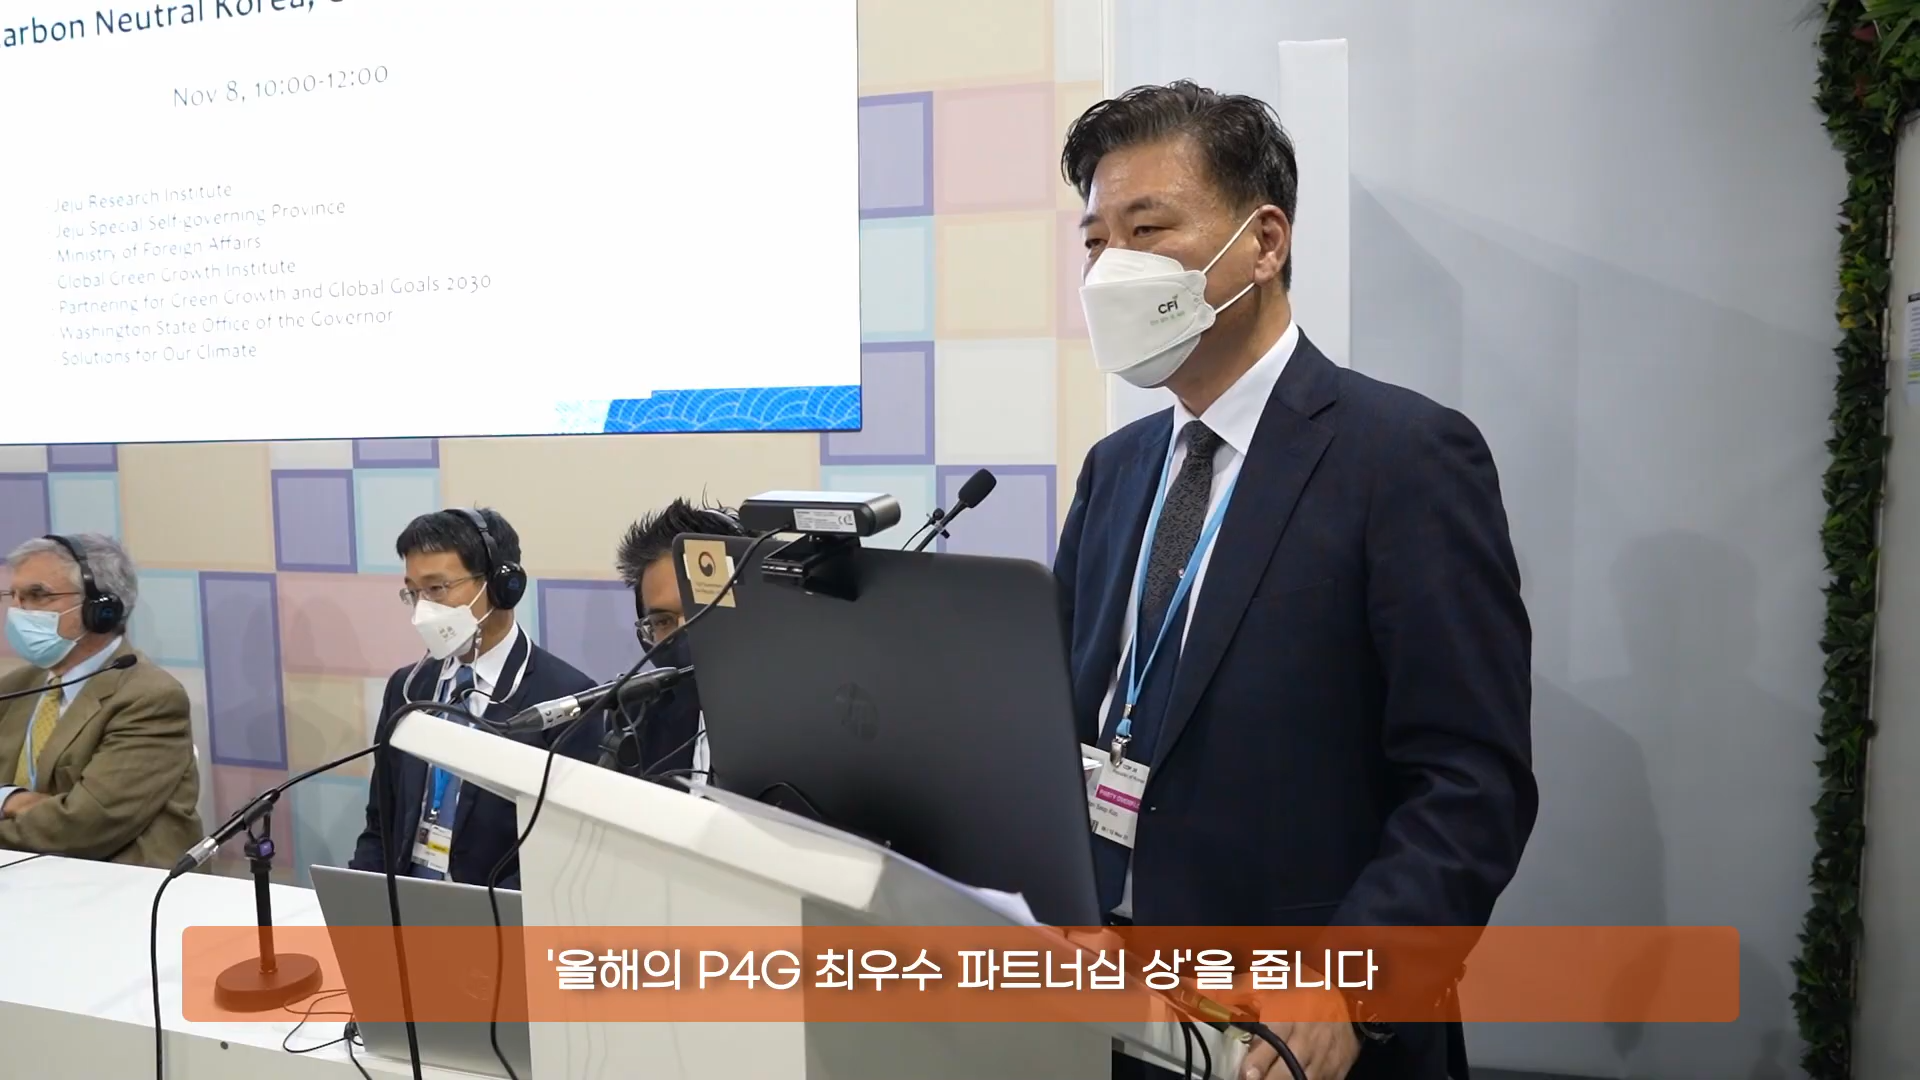 arbon Neutral Korea,
Nov 8, 10:00-12:00
- Jeju Research Institute
- Jeju Special Self-governing Province
- Ministry of Foreign Affairs
- Global Green Growth Institute
- Partnering for Green Growth and Global Goals 2030
- Washington State Office of the Governor
- Solutions for Our Climate
CFI
'올해의 P4G 최우수 파트너십 상'을 줍니다